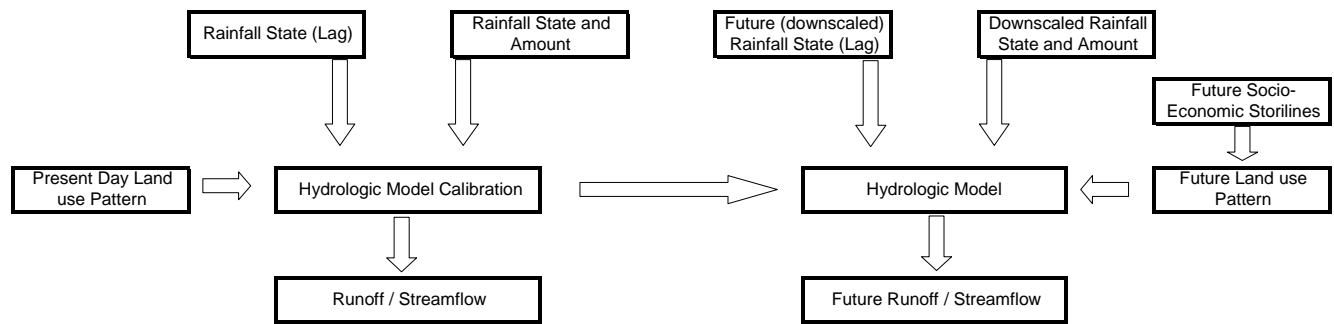 Rainfall State (Lag)
Rainfall State and
Amount
Future (downscaled)
Rainfall State (Lag)
Downscaled Rainfall
State and Amount
Future Socio-
Economic Storilines
Present Day Land
use Pattern
Hydrologic Model Calibration
Hydrologic Model
Future Land use
Pattern
Runoff / Streamflow
Future Runoff / Streamflow